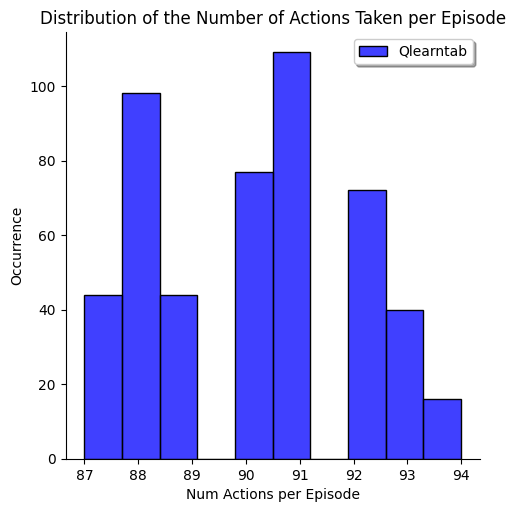 Distribution of the Number of Actions Taken per Episode
Qlearntab
100
80
60
40
20
0
Occurrence
87 88 89 90 91 92 93 94
Num Actions per Episode